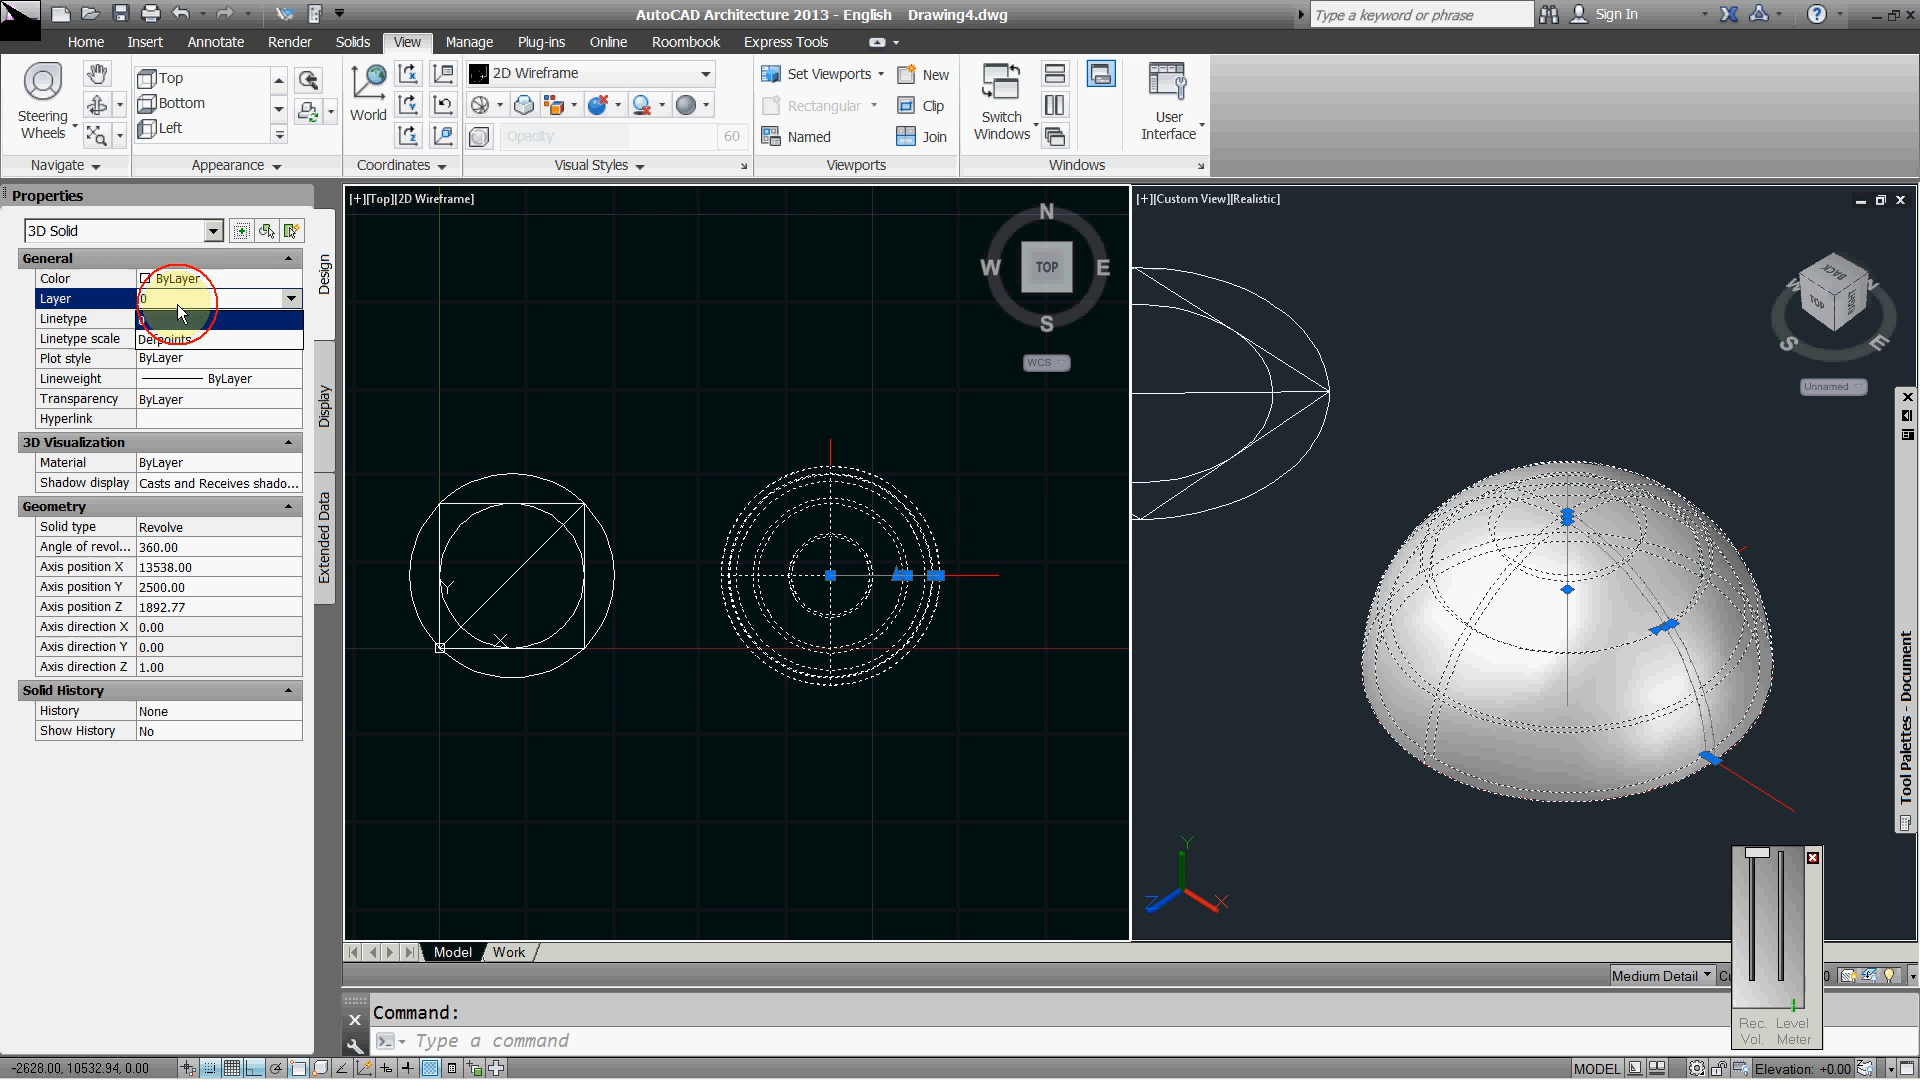 AutoCAD Architecture 2013 - English Drawing4.dwg
Type a keyword or phrase
Sign In
Home Insert Annotate Render Solids View Manage Plug-ins Online Roombook Express Tools
Steering Wheels
Top
Bottom
Left
World
2D Wireframe
Opacity 60
Set Viewports
Rectangular
Named
New
Clip
Join
Switch Windows
User Interface
Navigate
Appearance
Coordinates
Visual Styles
Viewports
Windows
Properties
3D Solid
General
Color ByLayer
Layer 0
Linetype 0
Linetype scale Defpoints
Plot style ByLayer
Lineweight ByLayer
Transparency ByLayer
Hyperlink
3D Visualization
Material ByLayer
Shadow display Casts and Receives shado...
Geometry
Solid type Revolve
Angle of revol... 360.00
Axis position X 13538.00
Axis position Y 2500.00
Axis position Z 1892.77
Axis direction X 0.00
Axis direction Y 0.00
Axis direction Z 1.00
Solid History
History None
Show History No
Design
Display
Extended Data
[+][Top][2D Wireframe]
N
W TOP E
S
WCS
Y
X
[+][Custom View][Realistic]
BACK
TOP
W
N
S
E
Unnamed
Y
Z
X
Tool Palettes - Document
Model Work
Medium Detail
Command:
Type a command
Rec. Vol.
Level Meter
-2628.00, 10532.94, 0.00
MODEL
Elevation: +0.00